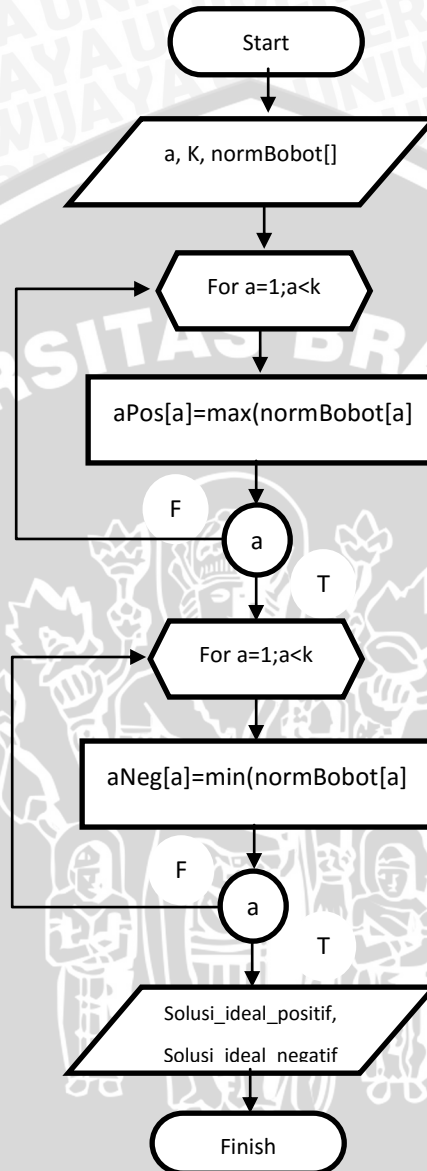 Start
a, K, normBobot[]
For a=1;a<k
aPos[a]=max(normBobot[a]
F
a
T
For a=1;a<k
aNeg[a]=min(normBobot[a]
F
a
T
Solusi_ideal_positif,
Solusi_ideal_negatif
Finish